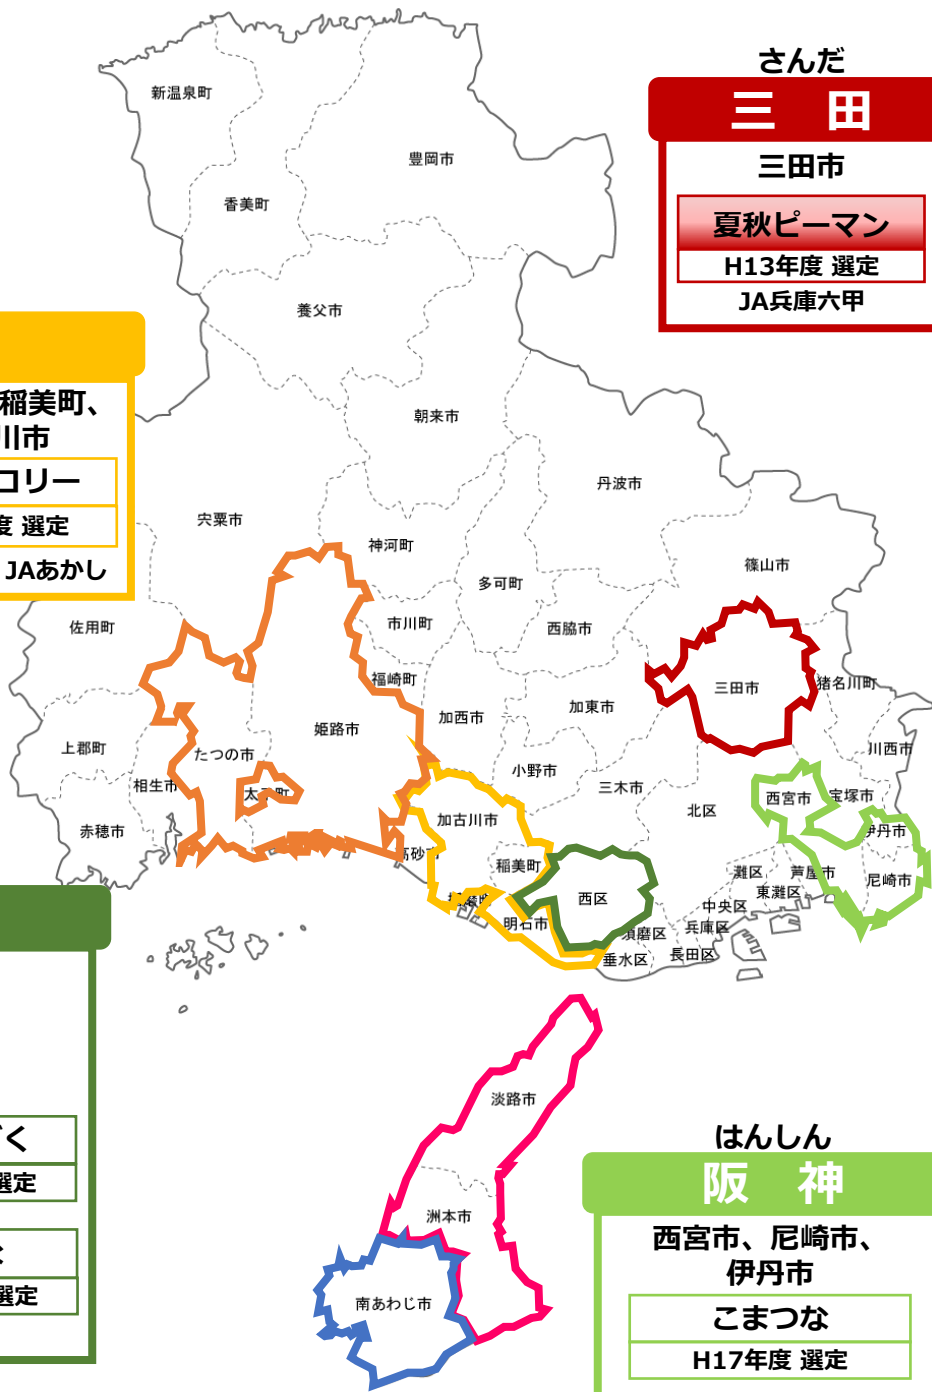 さんだ
三 田
三田市
夏秋ピーマン
H13年度 選定
JA兵庫六甲
新温泉町
豊岡市
香美町
養父市
朝来市
稲美町、
川市
コリー
度 選定
JAあかし
丹波市
宍粟市
神河町
篠山市
多可町
佐用町
市川町
西脇市
福崎町
三田市
猪名川町
加西市
加東市
姫路市
上郡町
たつの市
川西市
小野市
相生市
太子町
三木市
西宮市
宝塚市
北区
赤穂市
加古川市
伊丹市
高砂市
稲美町
灘区
芦屋市
尼崎市
東灘区
西区
中央区
明石市
須磨区
兵庫区
垂水区
長田区
淡路市
洲本市
南あわじ市
く
選定
選定
はんしん
阪 神
西宮市、尼崎市、
伊丹市
こまつな
H17年度 選定